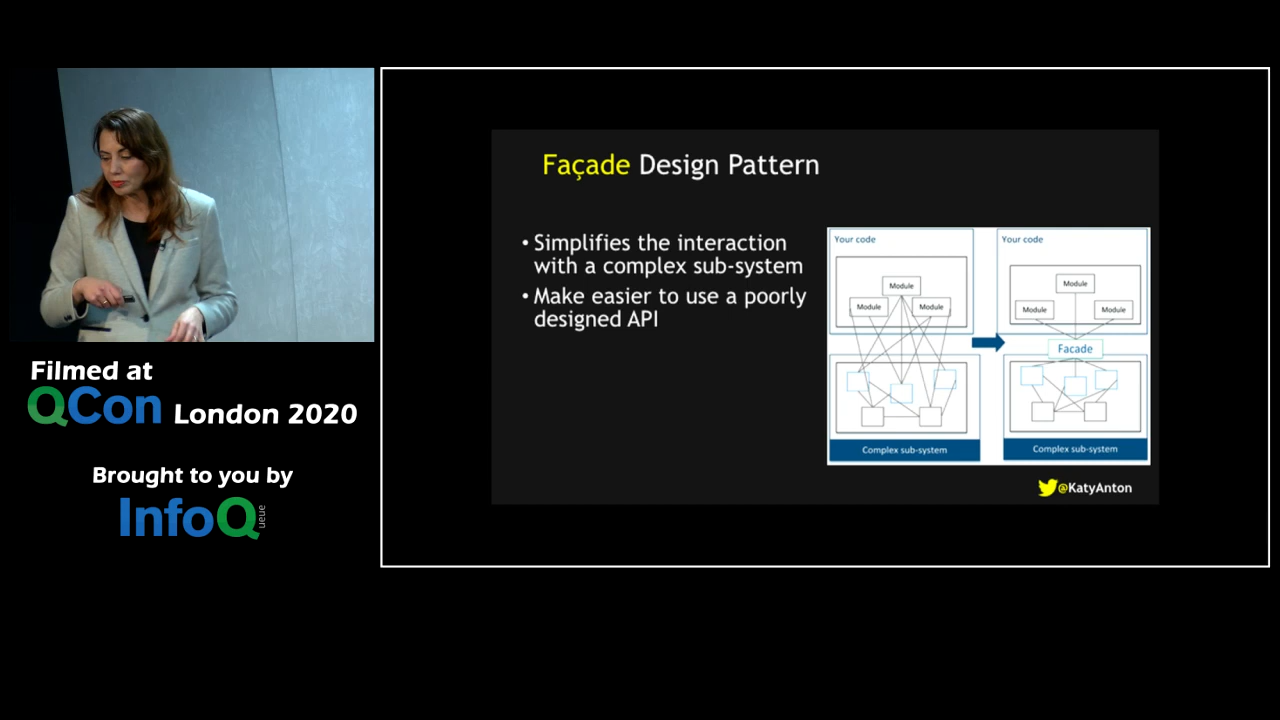 Façade Design Pattern
• Simplifies the interaction
with a complex sub-system
• Make easier to use a poorly
designed API
Your code
Module
Module
Module
Complex sub-system
Your code
Module
Module
Module
Facade
Complex sub-system
@KatyAnton
Filmed at
QCon London 2020
Brought to you by
InfoQ
ueue